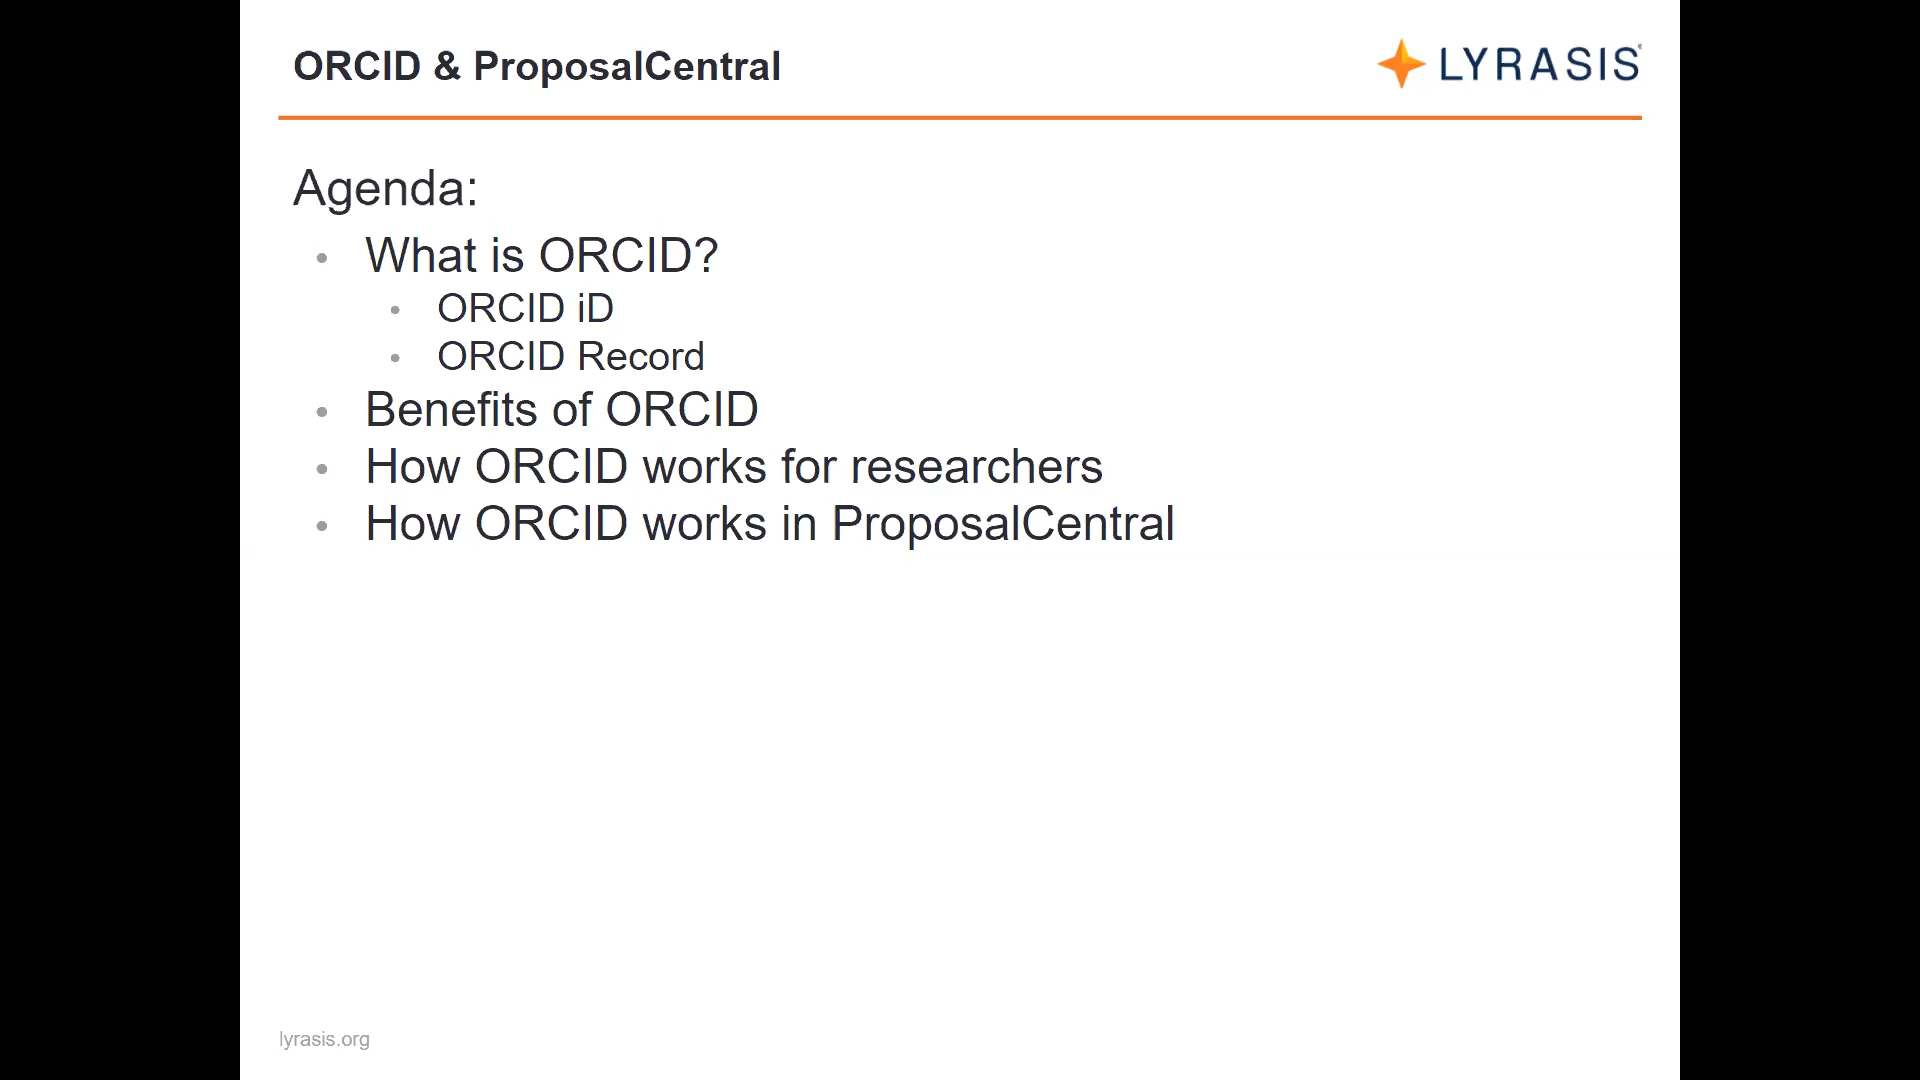 ORCID & ProposalCentral
LYRASIS
Agenda:
• What is ORCID?
• ORCID iD
• ORCID Record
• Benefits of ORCID
• How ORCID works for researchers
• How ORCID works in ProposalCentral
lyrasis.org